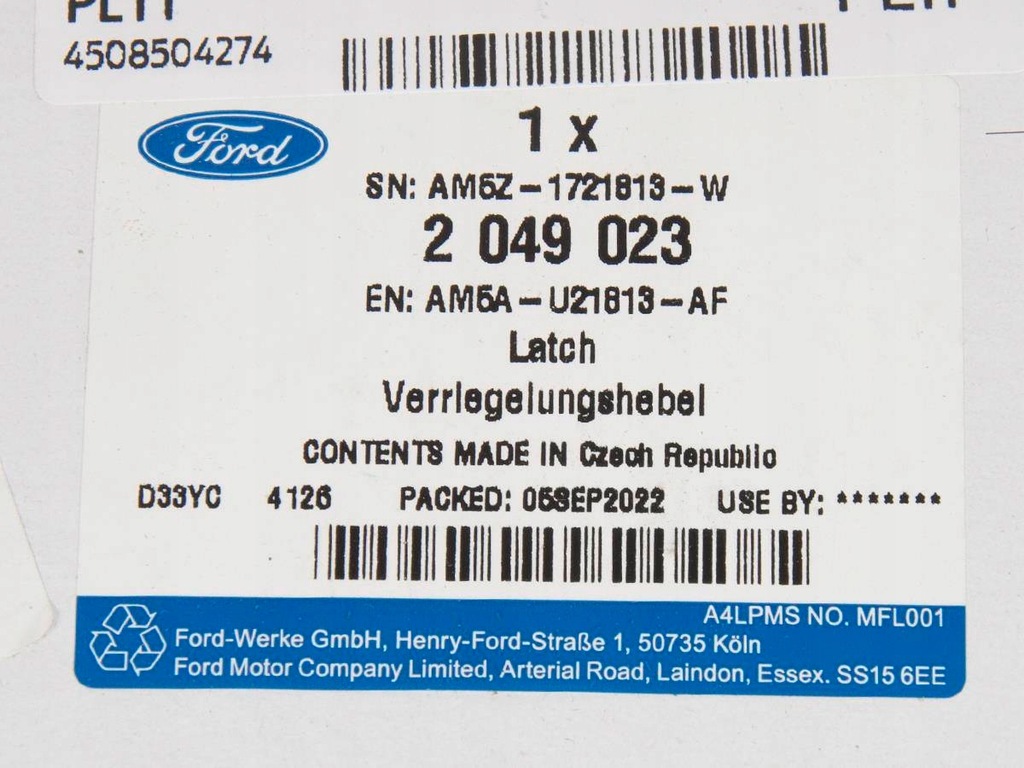 4508504274
Ford
1 x
SN: AM5Z-1721813-W
2 049 023
EN: AM5A-U21813-AF
Latch
Verriegelungshebel
CONTENTS MADE IN Czech Republic
D33YC 4126 PACKED: 05SEP2022 USE BY: *******
A4LPMS NO. MFL001
Ford-Werke GmbH, Henry-Ford-Straße 1, 50735 Köln
Ford Motor Company Limited, Arterial Road, Laindon, Essex. SS15 6EE